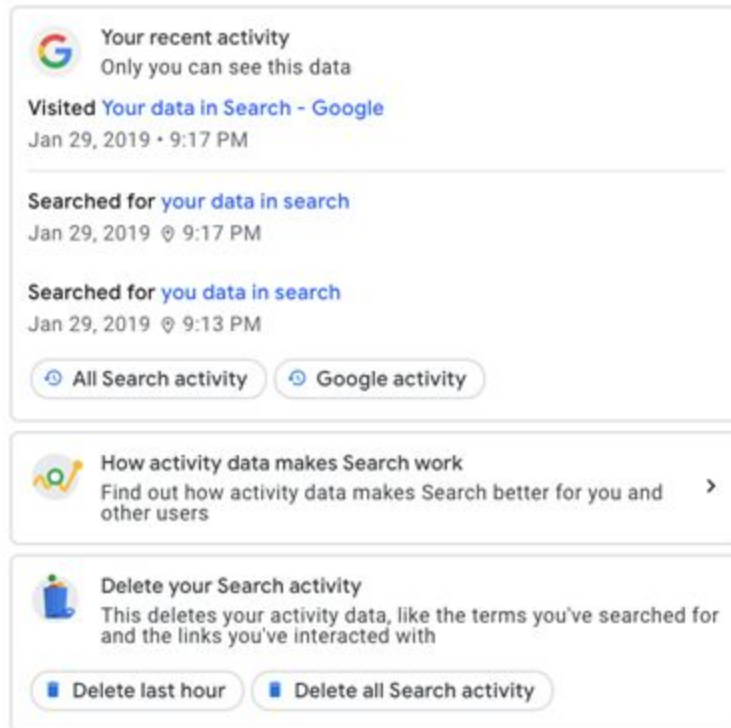 Your recent activity
Only you can see this data
Visited Your data in Search - Google
Jan 29, 2019 • 9:17 PM
Searched for your data in search
Jan 29, 2019 9:17 PM
Searched for you data in search
Jan 29, 2019 9:13 PM
All Search activity Google activity
How activity data makes Search work
Find out how activity data makes Search better for you and
other users
Delete your Search activity
This deletes your activity data, like the terms you've searched for
and the links you've interacted with
Delete last hour Delete all Search activity